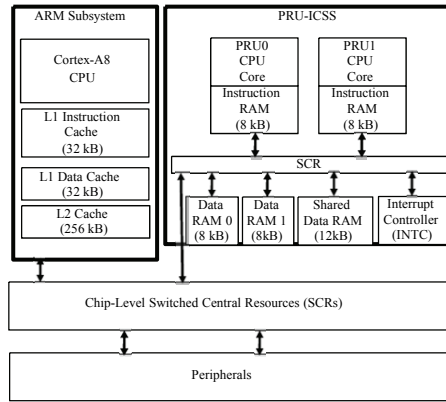 ARM Subsystem
Cortex-A8
CPU
L1 Instruction
Cache
(32 kB)
L1 Data Cache
(32 kB)
L2 Cache
(256 kB)
PRU-ICSS
PRU0
CPU
Core
Instruction
RAM
(8 kB)
PRU1
CPU
Core
Instruction
RAM
(8 kB)
SCR
Data
RAM 0
(8 kB)
Data
RAM 1
(8kB)
Shared
Data RAM
(12kB)
Interrupt
Controller
(INTC)
Chip-Level Switched Central Resources (SCRs)
Peripherals